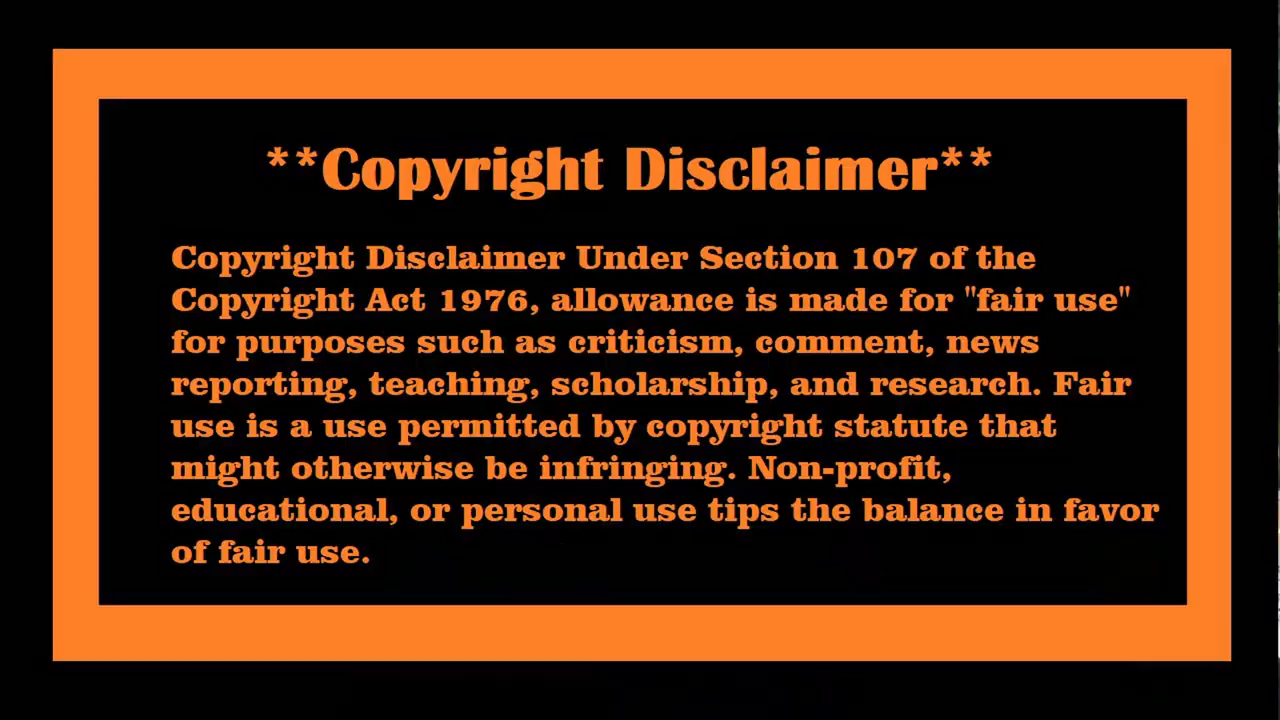 **Copyright Disclaimer**
Copyright Disclaimer Under Section 107 of the
Copyright Act 1976, allowance is made for "fair use"
for purposes such as criticism, comment, news
reporting, teaching, scholarship, and research. Fair
use is a use permitted by copyright statute that
might otherwise be infringing. Non-profit,
educational, or personal use tips the balance in favor
of fair use.